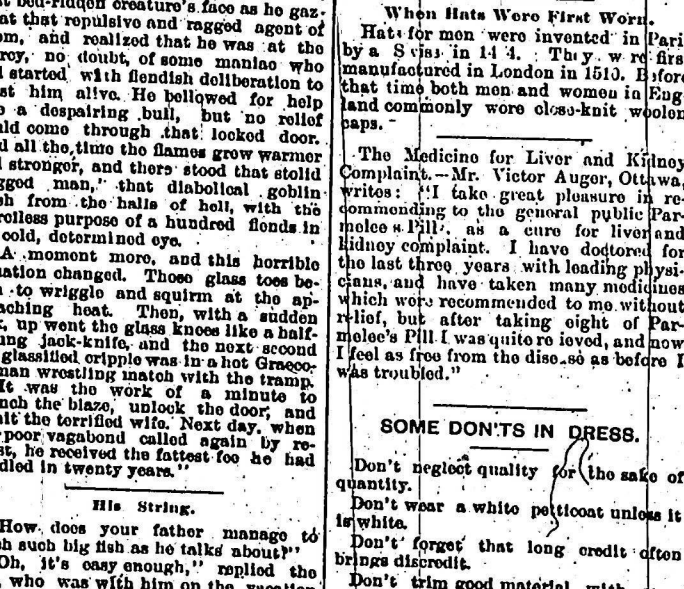 bed-ridden creature's face as he gaz-
at that repulsive and ragged agent of
and realized that he was at the
no doubt, of some maniac who
started with fiendish deliberation to
him alive. He bellowed for help
a despairing bull, but no relief
come through that locked door.
all the time the flames grew warmer
stronger, and there stood that stolid
man," that diabolical goblin
from the halls of hell, with the
purpose of a hundred fiends in
cold, determined eye.
A moment more, and this horrible
changed. Those glass toes be-
to wriggle and squirm at the ap-
heat. Then, with a sudden
up went the glass knees like a half-
jack-knife, and the next second
glassified cripple was in a hot Graeco-
wrestling match with the tramp.
It was the work of a minute to
the blaze, unlock the door, and
the terrified wife. Next day, when
poor vagabond called again by re-
he received the fattest fee he had
in twenty years."
His String.
How does your father manage to
such big fish as he talks about?"
Oh, it's easy enough," replied the
who was with him on the vacation
When Hats Were First Worn.
Hats for men were invented in Pari
by a Swiss in 14 4. They w re firs
manufactured in London in 1510. Before
that time both men and women in Eng
land commonly wore close-knit woolen
caps.
The Medicine for Liver and Kidney
Complaint.—Mr. Victor Auger, Ottawa,
writes: "I take great pleasure in re-
commending to the general public Par-
melee s Pill , as a cure for liver and
kidney complaint. I have doctored for
the last three years with leading physi-
cians, and have taken many medicines
which were recommended to me without
relief, but after taking eight of Par-
melee's Pill I was quite re ieved, and now
I feel as free from the disease as before I
was troubled."
SOME DON'TS IN DRESS.
Don't neglect quality for the sake of
quantity.
Don't wear a white petticoat unless it
is white.
Don't forget that long credit often
brings discredit.
Don't trim good material with